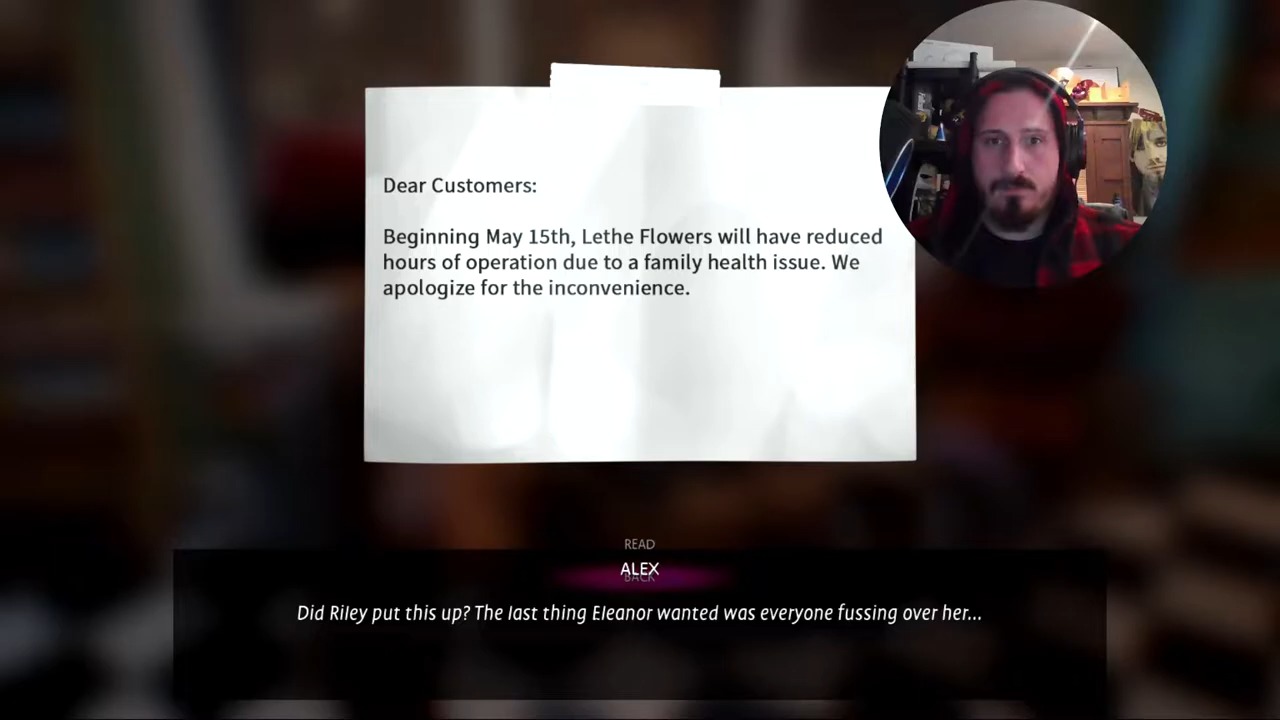 Dear Customers:
Beginning May 15th, Lethe Flowers will have reduced
hours of operation due to a family health issue. We
apologize for the inconvenience.
READ
ALEX
BACK
Did Riley put this up? The last thing Eleanor wanted was everyone fussing over her...